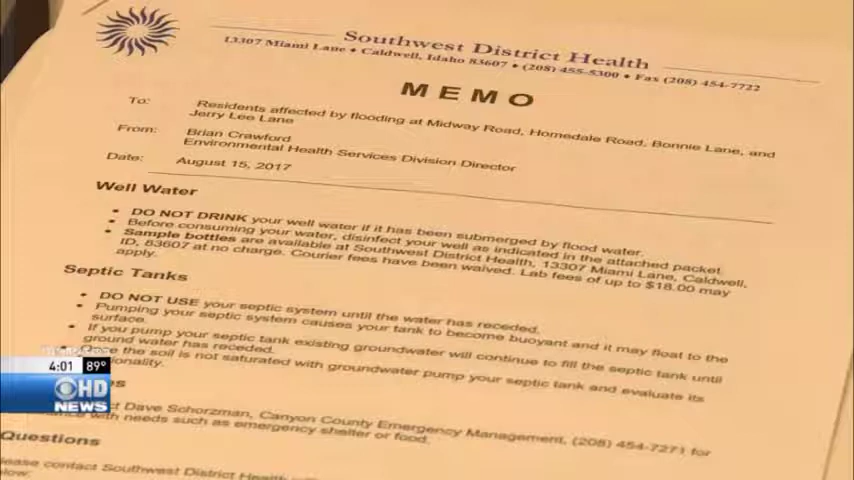 Southwest District Health
13307 Miami Lane • Caldwell, Idaho 83607 • (208) 455-5300 • Fax (208) 454-7722
MEMO
To: Residents affected by flooding at Midway Road, Homedale Road, Bonnie Lane, and
Jerry Lee Lane
From: Brian Crawford
Environmental Health Services Division Director
Date: August 15, 2017
Well Water
• DO NOT DRINK your well water if it has been submerged by flood water.
• Before consuming your water, disinfect your well as indicated in the attached packet
• Sample bottles are available at Southwest District Health, 13307 Miami Lane, Caldwell,
ID, 83607 at no charge. Courier fees have been waived. Lab fees of up to $18.00 may
apply.
Septic Tanks
• DO NOT USE your septic system until the water has receded.
• Pumping your septic system causes your tank to become buoyant and it may float to the
surface.
• If you pump your septic tank existing groundwater will continue to fill the septic tank until
ground water has receded.
the soil is not saturated with groundwater pump your septic tank and evaluate its
Dave Schorzman, Canyon County Emergency Management, (208) 454-7271 for
with needs such as emergency shelter or food.
Questions
contact Southwest District Health
4:01 89°
CBS HD
NEWS